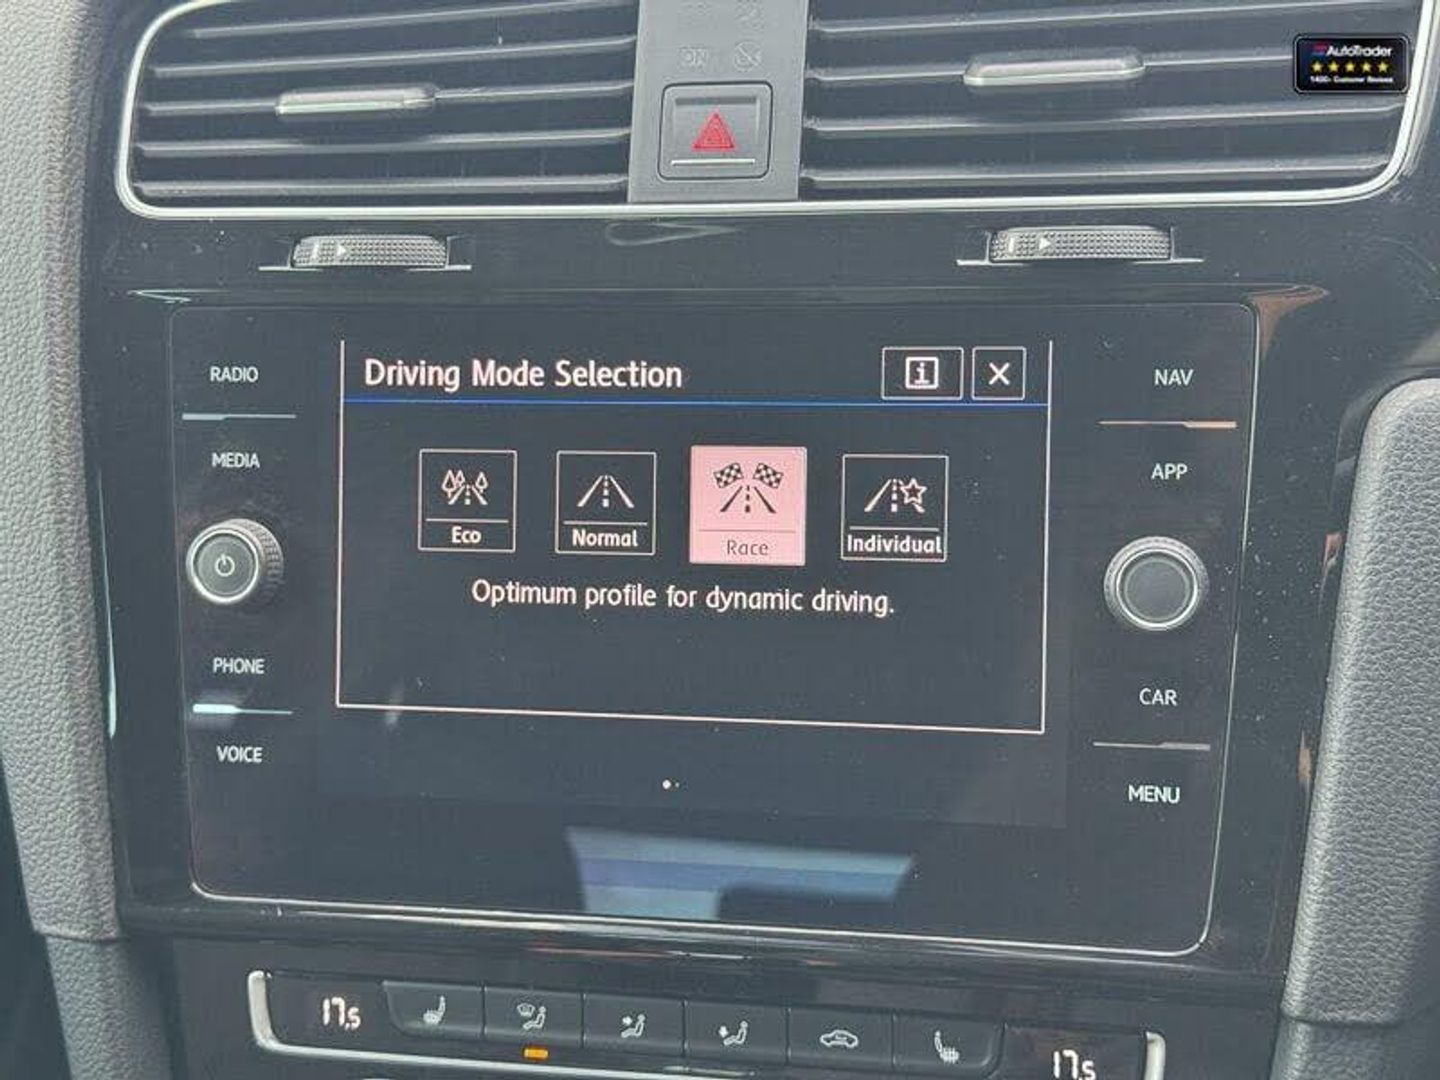 AutoTrader
Driving Mode Selection
RADIO
MEDIA
PHONE
VOICE
Eco
Normal
Race
Individual
Optimum profile for dynamic driving.
NAV
APP
CAR
MENU
17.5
17.5